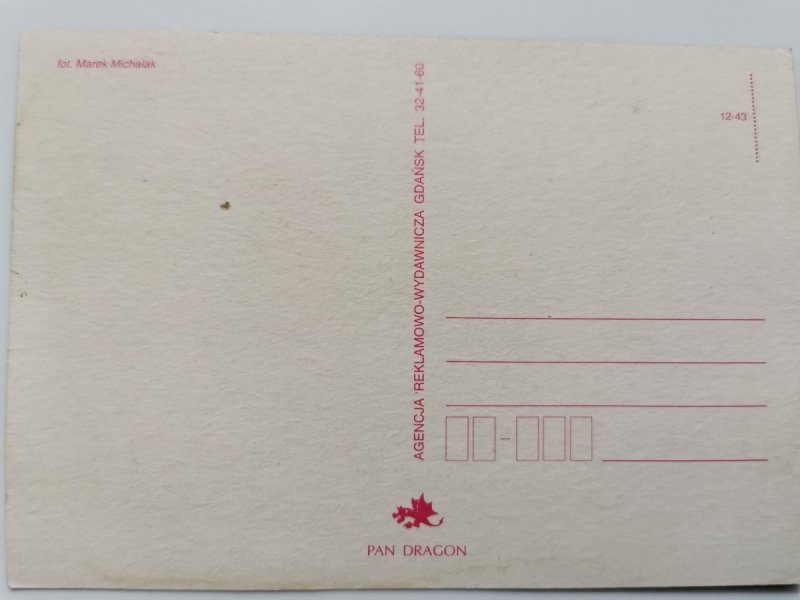 fot. Marek Michalak
AGENCJA REKLAMOWO-WYDAWNICZA GDAŃSK TEL. 32-41-60
12-43
PAN DRAGON